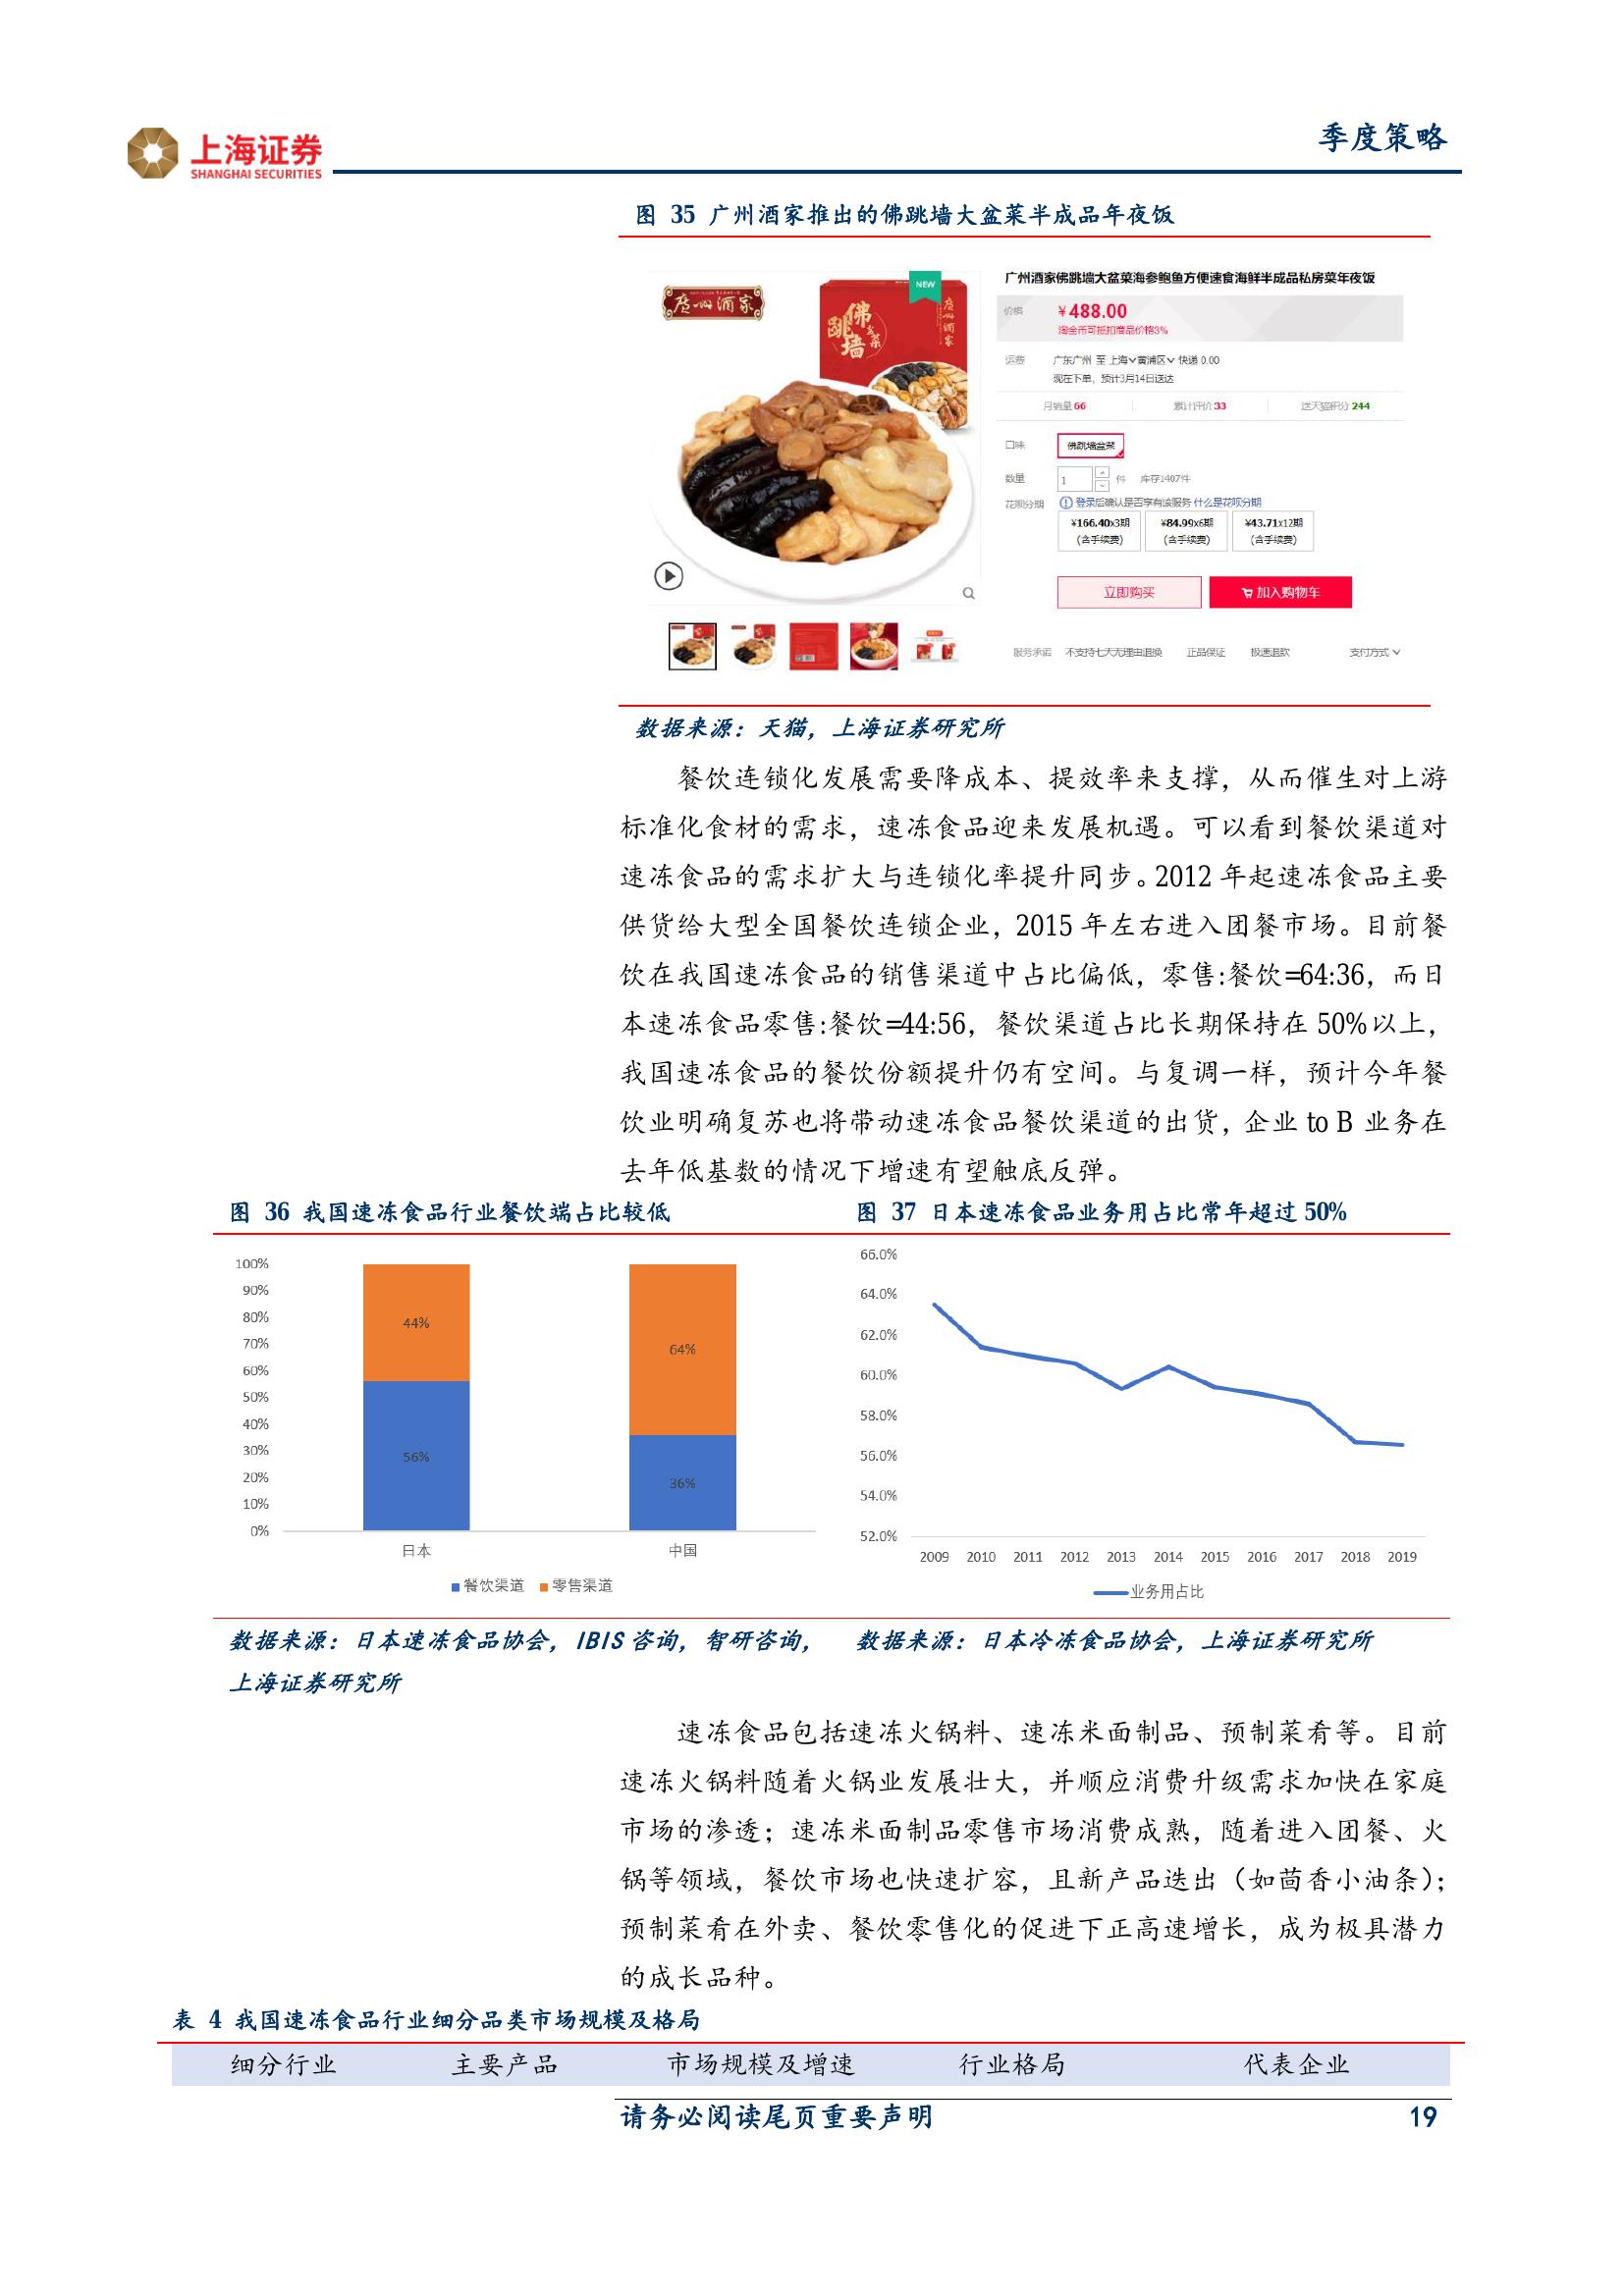 上海证券
SHANGHAI SECURITIES
季度策略
图 35 广州酒家推出的佛跳墙大盆菜半成品年夜饭
广州酒家
NEW
佛跳墙
盆菜
广州酒家
广州酒家佛跳墙大盆菜海参鲍鱼方便速食海鲜半成品私房菜年夜饭
价格 ¥488.00
淘金币可抵扣商品价格3%
运费 广东广州 至 上海黄浦区 快递 0.00
现在下单，预计3月14日送达
月销量 66 累计评价 33 送天猫积分 244
口味 佛跳墙盆菜
数量 1 件 库存1407件
花呗分期 登录后确认是否享有该服务 什么是花呗分期
¥166.40x3期 ¥84.99x6期 ¥43.71x12期
(含手续费) (含手续费) (含手续费)
立即购买 加入购物车
服务承诺 不支持七天无理由退换 正品保证 极速退款 支付方式
数据来源：天猫，上海证券研究所
餐饮连锁化发展需要降成本、提效率来支撑，从而催生对上游
标准化食材的需求，速冻食品迎来发展机遇。可以看到餐饮渠道对
速冻食品的需求扩大与连锁化率提升同步。2012 年起速冻食品主要
供货给大型全国餐饮连锁企业，2015 年左右进入团餐市场。目前餐
饮在我国速冻食品的销售渠道中占比偏低，零售:餐饮=64:36，而日
本速冻食品零售:餐饮=44:56，餐饮渠道占比长期保持在 50%以上，
我国速冻食品的餐饮份额提升仍有空间。与复调一样，预计今年餐
饮业明确复苏也将带动速冻食品餐饮渠道的出货，企业 to B 业务在
去年低基数的情况下增速有望触底反弹。
图 36 我国速冻食品行业餐饮端占比较低
100%
90%
80%
70%
60%
50%
40%
30%
20%
10%
0%
44%
56%
64%
36%
日本 中国
餐饮渠道 零售渠道
数据来源：日本速冻食品协会，IBIS 咨询，智研咨询，
上海证券研究所
图 37 日本速冻食品业务用占比常年超过 50%
66.0%
64.0%
62.0%
60.0%
58.0%
56.0%
54.0%
52.0%
2009 2010 2011 2012 2013 2014 2015 2016 2017 2018 2019
业务用占比
数据来源：日本冷冻食品协会，上海证券研究所
速冻食品包括速冻火锅料、速冻米面制品、预制菜肴等。目前
速冻火锅料随着火锅业发展壮大，并顺应消费升级需求加快在家庭
市场的渗透；速冻米面制品零售市场消费成熟，随着进入团餐、火
锅等领域，餐饮市场也快速扩容，且新产品迭出（如茴香小油条）；
预制菜肴在外卖、餐饮零售化的促进下正高速增长，成为极具潜力
的成长品种。
表 4 我国速冻食品行业细分品类市场规模及格局
细分行业 主要产品 市场规模及增速 行业格局 代表企业
请务必阅读尾页重要声明 19